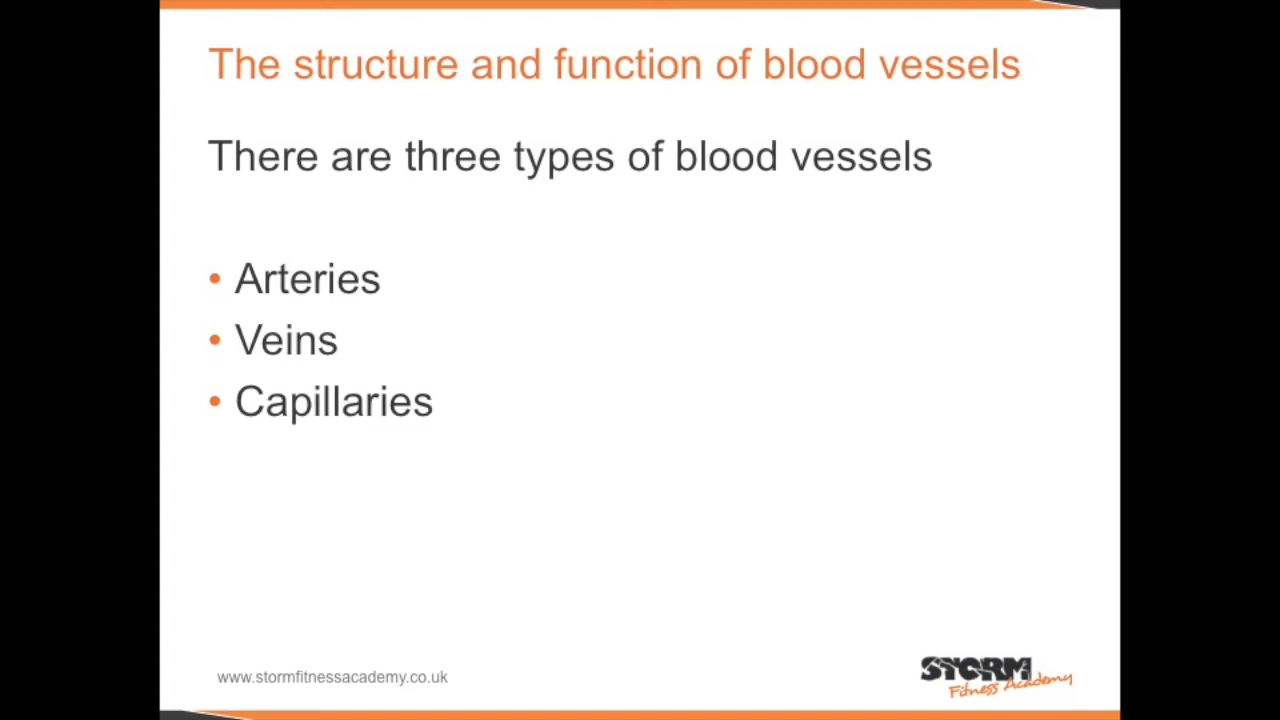 The structure and function of blood vessels
There are three types of blood vessels
• Arteries
• Veins
• Capillaries
www.stormfitnessacademy.co.uk
STORM
Fitness Academy